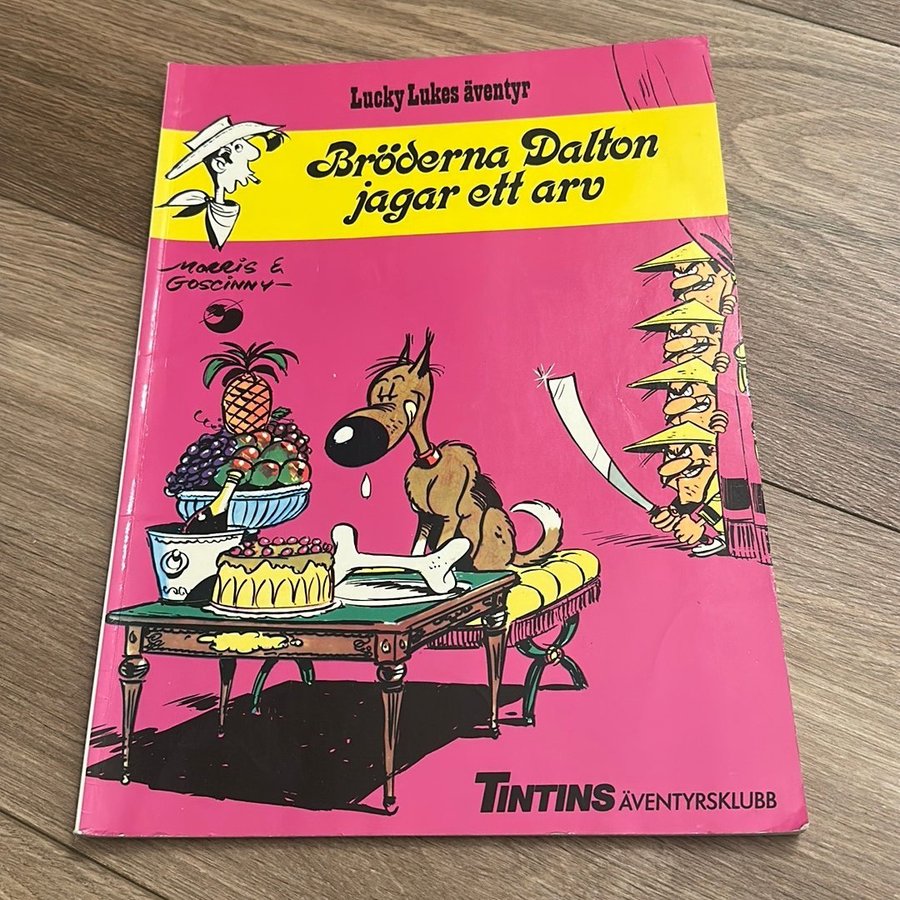 Lucky Lukes äventyr
Bröderna Dalton
jagar ett arv
MORRIS &
GOSCINNY
TINTINS ÄVENTYRSKLUBB